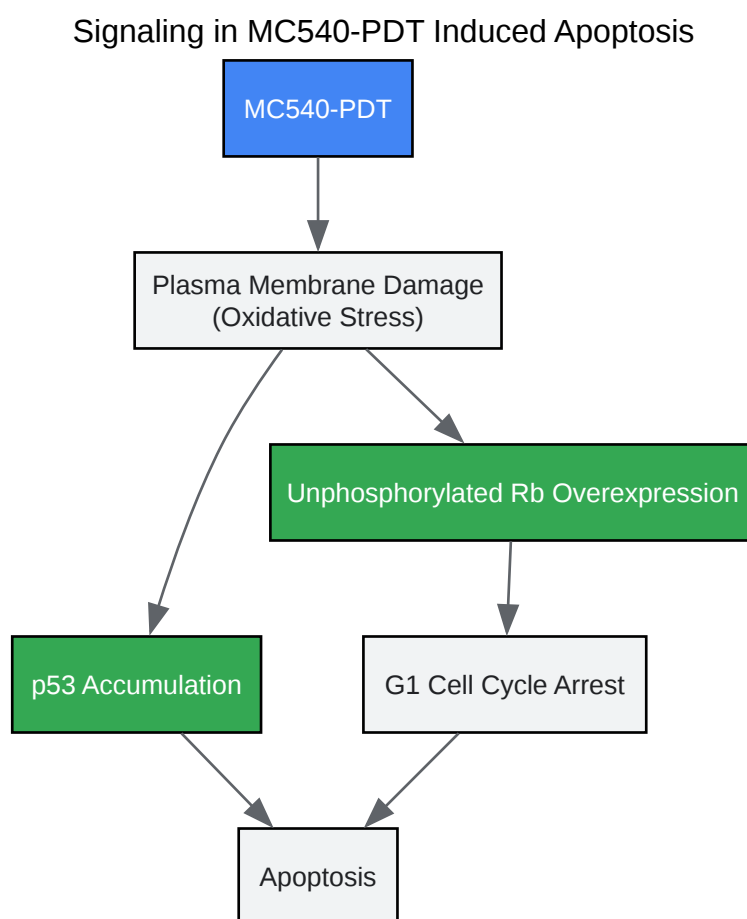 Signaling in MC540-PDT Induced Apoptosis
MC540-PDT
Plasma Membrane Damage
(Oxidative Stress)
Unphosphorylated Rb Overexpression
p53 Accumulation
G1 Cell Cycle Arrest
Apoptosis